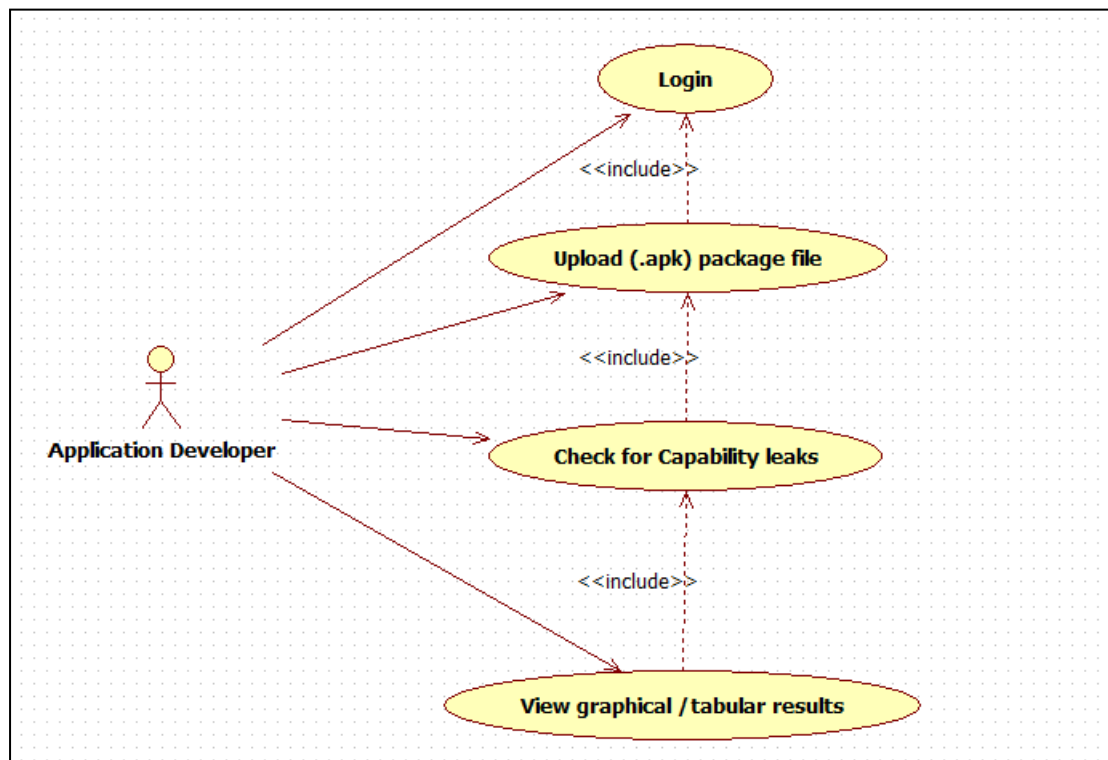 Login
<<include>>
Upload (.apk) package file
<<include>>
Application Developer
Check for Capability leaks
<<include>>
View graphical / tabular results